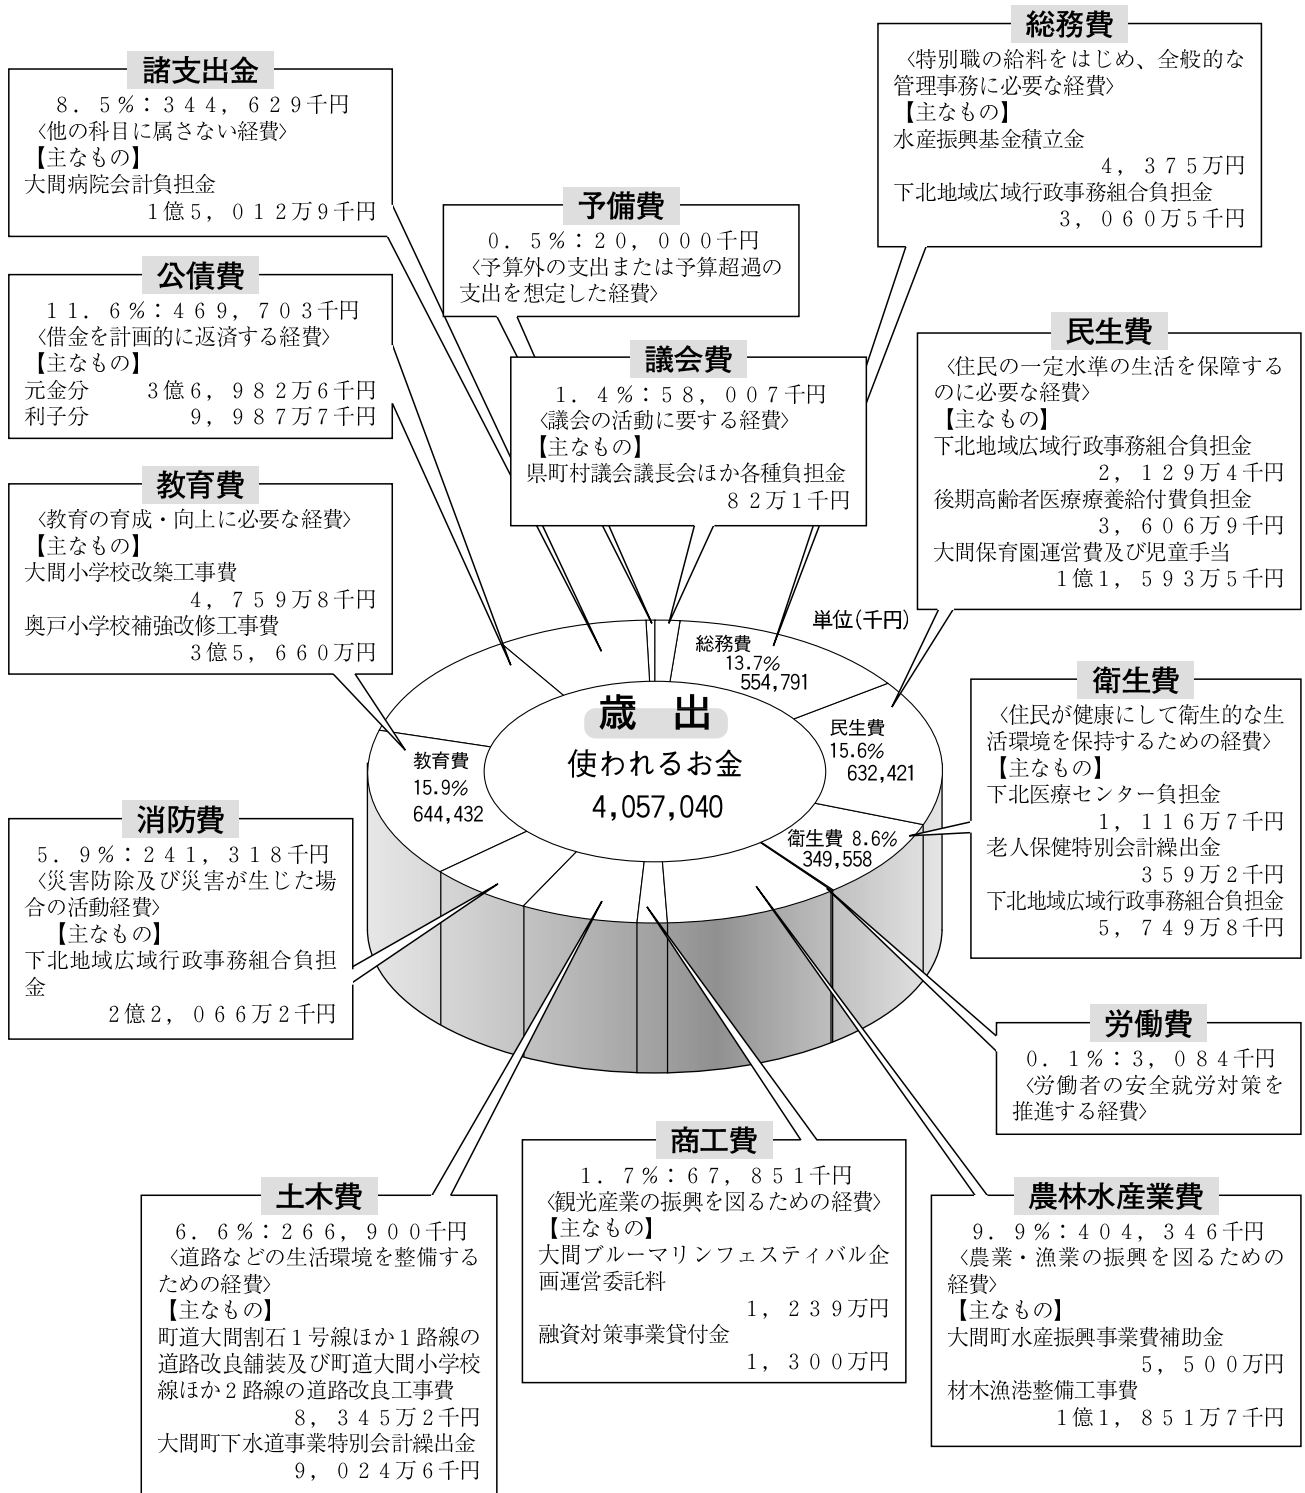 諸支出金
８．５％：３４４，６２９千円
〈他の科目に属さない経費〉
【主なもの】
大間病院会計負担金
１億５，０１２万９千円
公債費
１１．６％：４６９，７０３千円
〈借金を計画的に返済する経費〉
【主なもの】
元金分　３億６，９８２万６千円
利子分　９，９８７万７千円
教育費
〈教育の育成・向上に必要な経費〉
【主なもの】
大間小学校改築工事費
４，７５９万８千円
奥戸小学校補強改修工事費
３億５，６６０万円
消防費
５．９％：２４１，３１８千円
〈災害防除及び災害が生じた場
合の活動経費〉
【主なもの】
下北地域広域行政事務組合負担
金
２億２，０６６万２千円
予備費
０．５％：２０，０００千円
〈予算外の支出または予算超過の
支出を想定した経費〉
議会費
１．４％：５８，００７千円
〈議会の活動に要する経費〉
【主なもの】
県町村議会議長会ほか各種負担金
８２万１千円
総務費
〈特別職の給料をはじめ、全般的な
管理事務に必要な経費〉
【主なもの】
水産振興基金積立金
４，３７５万円
下北地域広域行政事務組合負担金
３，０６０万５千円
民生費
〈住民の一定水準の生活を保障する
のに必要な経費〉
【主なもの】
下北地域広域行政事務組合負担金
２，１２９万４千円
後期高齢者医療療養給付費負担金
３，６０６万９千円
大間保育園運営費及び児童手当
１億１，５９３万５千円
単位（千円）
総務費
13.7%
554,791
民生費
15.6%
632,421
衛生費 8.6%
349,558
教育費
15.9%
644,432
歳　出
使われるお金
4,057,040
衛生費
〈住民が健康にして衛生的な生
活環境を保持するための経費〉
【主なもの】
下北医療センター負担金
１，１１６万７千円
老人保健特別会計繰出金
３５９万２千円
下北地域広域行政事務組合負担金
５，７４９万８千円
労働費
０．１％：３，０８４千円
〈労働者の安全就労対策を
推進する経費〉
土木費
６．６％：２６６，９００千円
〈道路などの生活環境を整備する
ための経費〉
【主なもの】
町道大間割石１号線ほか１路線の
道路改良舗装及び町道大間小学校
線ほか２路線の道路改良工事費
８，３４５万２千円
大間町下水道事業特別会計繰出金
９，０２４万６千円
商工費
１．７％：６７，８５１千円
〈観光産業の振興を図るための経費〉
【主なもの】
大間ブルーマリンフェスティバル企
画運営委託料
１，２３９万円
融資対策事業貸付金
１，３００万円
農林水産業費
９．９％：４０４，３４６千円
〈農業・漁業の振興を図るための
経費〉
【主なもの】
大間町水産振興事業費補助金
５，５００万円
材木漁港整備工事費
１億１，８５１万７千円